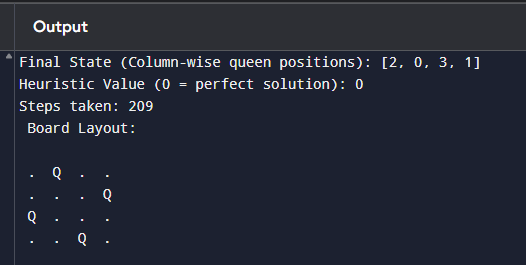 Output
Final State (Column-wise queen positions): [2, 0, 3, 1]
Heuristic Value (0 = perfect solution): 0
Steps taken: 209
Board Layout:
. Q . .
. . . Q
Q . . .
. . Q .